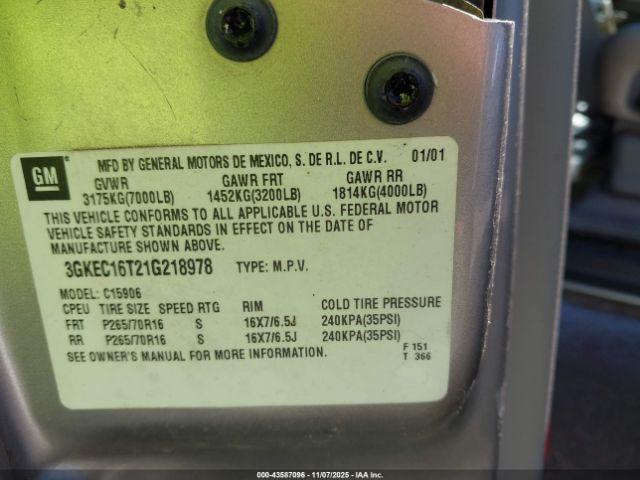 GM
MFD BY GENERAL MOTORS DE MEXICO, S. DE R.L. DE C.V. 01/01
GVWR GAWR FRT GAWR RR
3175KG(7000LB) 1452KG(3200LB) 1814KG(4000LB)
THIS VEHICLE CONFORMS TO ALL APPLICABLE U.S. FEDERAL MOTOR
VEHICLE SAFETY STANDARDS IN EFFECT ON THE DATE OF
MANUFACTURE SHOWN ABOVE.
3GKEC16T21G218978 TYPE: M.P.V.
MODEL: C15906
CPEU TIRE SIZE SPEED RTG RIM COLD TIRE PRESSURE
FRT P265/70R16 S 16X7/6.5J 240KPA(35PSI)
RR P265/70R16 S 16X7/6.5J 240KPA(35PSI)
SEE OWNER'S MANUAL FOR MORE INFORMATION.
F 151
T 366
000-43587096 - 11/07/2025 - IAAI.COM